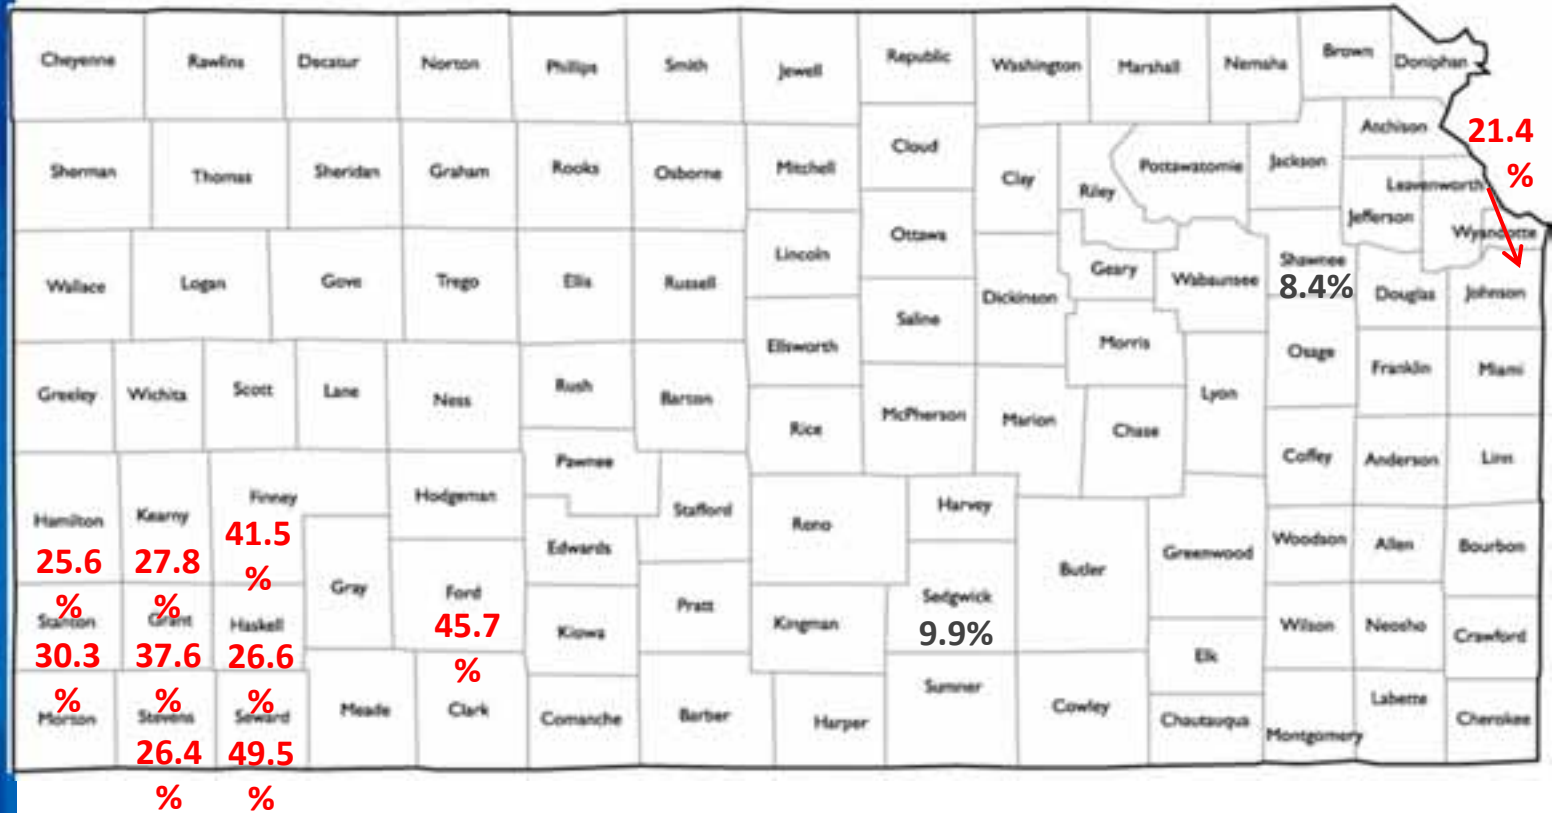 Cheyenne
Rawlins
Decatur
Norton
Phillips
Smith
Jewell
Republic
Washington
Marshall
Nemaha
Brown
Doniphan
Sherman
Thomas
Sheridan
Graham
Rooks
Osborne
Mitchell
Cloud
Clay
Riley
Pottawatomie
Jackson
Atchison
21.4
%
Leavenworth
Jefferson
Wyandotte
Wallace
Logan
Gove
Trego
Ellis
Russell
Lincoln
Ottawa
Saline
Dickinson
Geary
Wabaunsee
Shawnee
8.4%
Douglas
Johnson
Greeley
Wichita
Scott
Lane
Ness
Rush
Barton
Ellsworth
Rice
McPherson
Marion
Morris
Chase
Lyon
Osage
Franklin
Miami
Coffey
Anderson
Linn
Hamilton
25.6
%
Kearny
27.8
%
Finney
41.5
%
Hodgeman
Pawnee
Stafford
Edwards
Reno
Harvey
Butler
Greenwood
Woodson
Allen
Bourbon
Stanton
30.3
%
Grant
37.6
%
Haskell
26.6
%
Gray
Ford
45.7
%
Kiowa
Pratt
Kingman
Sedgwick
9.9%
Elk
Wilson
Neosho
Crawford
Morton
Stevens
26.4
%
Seward
49.5
%
Meade
Clark
Comanche
Barber
Harper
Sumner
Cowley
Chautauqua
Montgomery
Labette
Cherokee